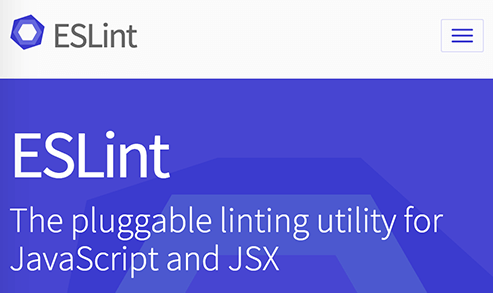 ESLint
ESLint
The pluggable linting utility for
JavaScript and JSX